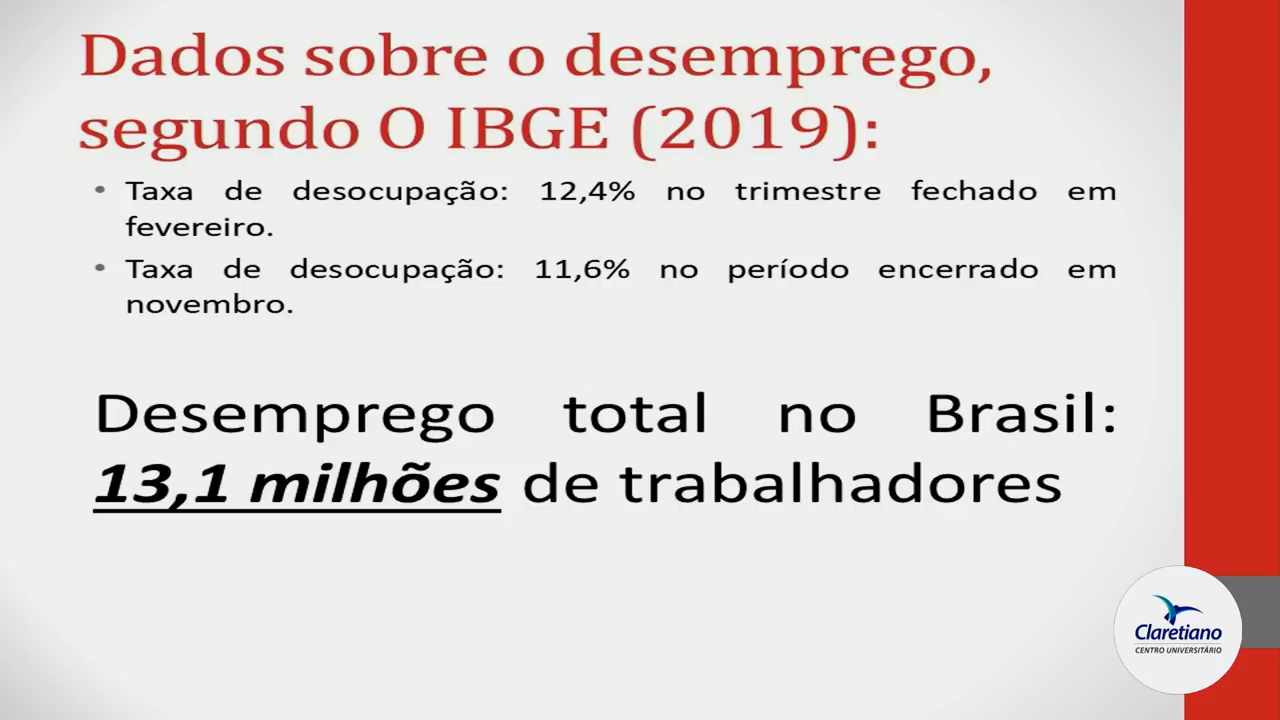 Dados sobre o desemprego,
segundo O IBGE (2019):
• Taxa de desocupação: 12,4% no trimestre fechado em
fevereiro.
• Taxa de desocupação: 11,6% no período encerrado em
novembro.
Desemprego total no Brasil:
13,1 milhões de trabalhadores
Claretiano
CENTRO UNIVERSITÁRIO